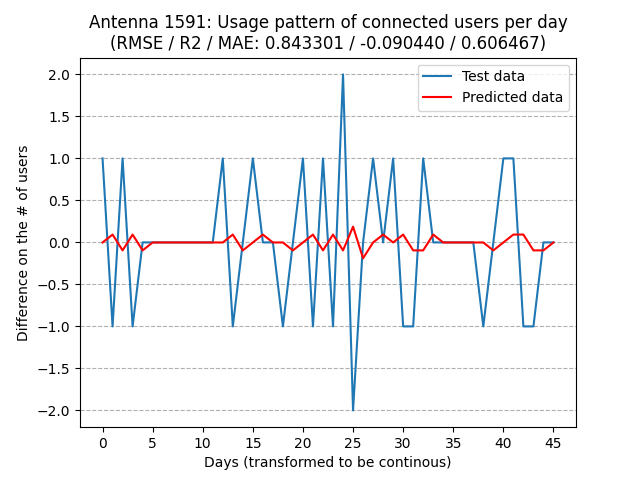 Antenna 1591: Usage pattern of connected users per day
(RMSE / R2 / MAE: 0.843301 / -0.090440 / 0.606467)
Test data
Predicted data
2.0
1.5
1.0
0.5
0.0
−0.5
−1.0
−1.5
−2.0
Difference on the # of users
0 5 10 15 20 25 30 35 40 45
Days (transformed to be continous)